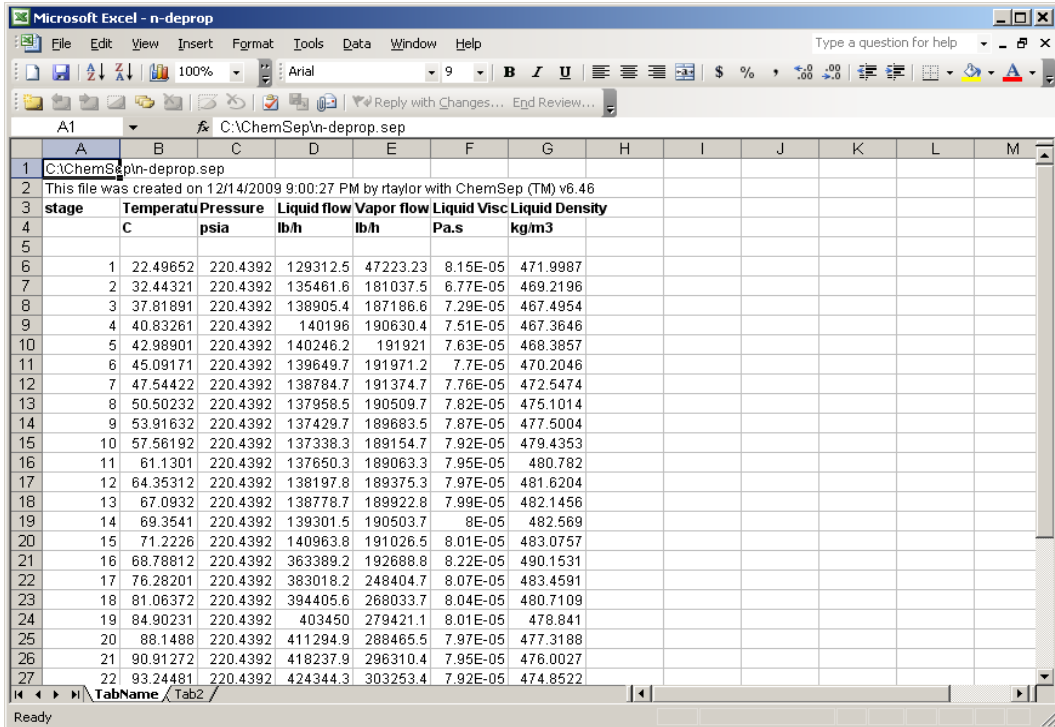 Microsoft Excel - n-deprop
File Edit View Insert Format Tools Data Window Help Type a question for help
100% Arial 9 B I U $ % , .00 .00
Reply with Changes... End Review...
A1 fx C:\ChemSep\n-deprop.sep
A B C D E F G H I J K L M
1 C:\ChemSep\n-deprop.sep
2 This file was created on 12/14/2009 9:00:27 PM by rtaylor with ChemSep (TM) v6.46
3 stage Temperatu Pressure Liquid flow Vapor flow Liquid Visc Liquid Density
4 C psia lb/h lb/h Pa.s kg/m3
5
6 1 22.49652 220.4392 129312.5 47223.23 8.15E-05 471.9987
7 2 32.44321 220.4392 135461.6 181037.5 6.77E-05 469.2196
8 3 37.81891 220.4392 138905.4 187186.6 7.29E-05 467.4954
9 4 40.83261 220.4392 140196 190630.4 7.51E-05 467.3646
10 5 42.98901 220.4392 140246.2 191921 7.63E-05 468.3857
11 6 45.09171 220.4392 139649.7 191971.2 7.7E-05 470.2046
12 7 47.54422 220.4392 138784.7 191374.7 7.76E-05 472.5474
13 8 50.50232 220.4392 137958.5 190509.7 7.82E-05 475.1014
14 9 53.91632 220.4392 137429.7 189683.5 7.87E-05 477.5004
15 10 57.56192 220.4392 137338.3 189154.7 7.92E-05 479.4353
16 11 61.1301 220.4392 137650.3 189063.3 7.95E-05 480.782
17 12 64.35312 220.4392 138197.8 189375.3 7.97E-05 481.6204
18 13 67.0932 220.4392 138778.7 189922.8 7.99E-05 482.1456
19 14 69.3541 220.4392 139301.5 190503.7 8E-05 482.569
20 15 71.2226 220.4392 140963.8 191026.5 8.01E-05 483.0757
21 16 68.78812 220.4392 363389.2 192688.8 8.22E-05 490.1531
22 17 76.28201 220.4392 383018.2 248404.7 8.07E-05 483.4591
23 18 81.06372 220.4392 394405.6 268033.7 8.04E-05 480.7109
24 19 84.90231 220.4392 403450 279421.1 8.01E-05 478.841
25 20 88.1488 220.4392 411294.9 288465.5 7.97E-05 477.3188
26 21 90.91272 220.4392 418237.9 296310.4 7.95E-05 476.0027
27 22 93.24481 220.4392 424344.3 303253.4 7.92E-05 474.8522
TabName Tab2
Ready